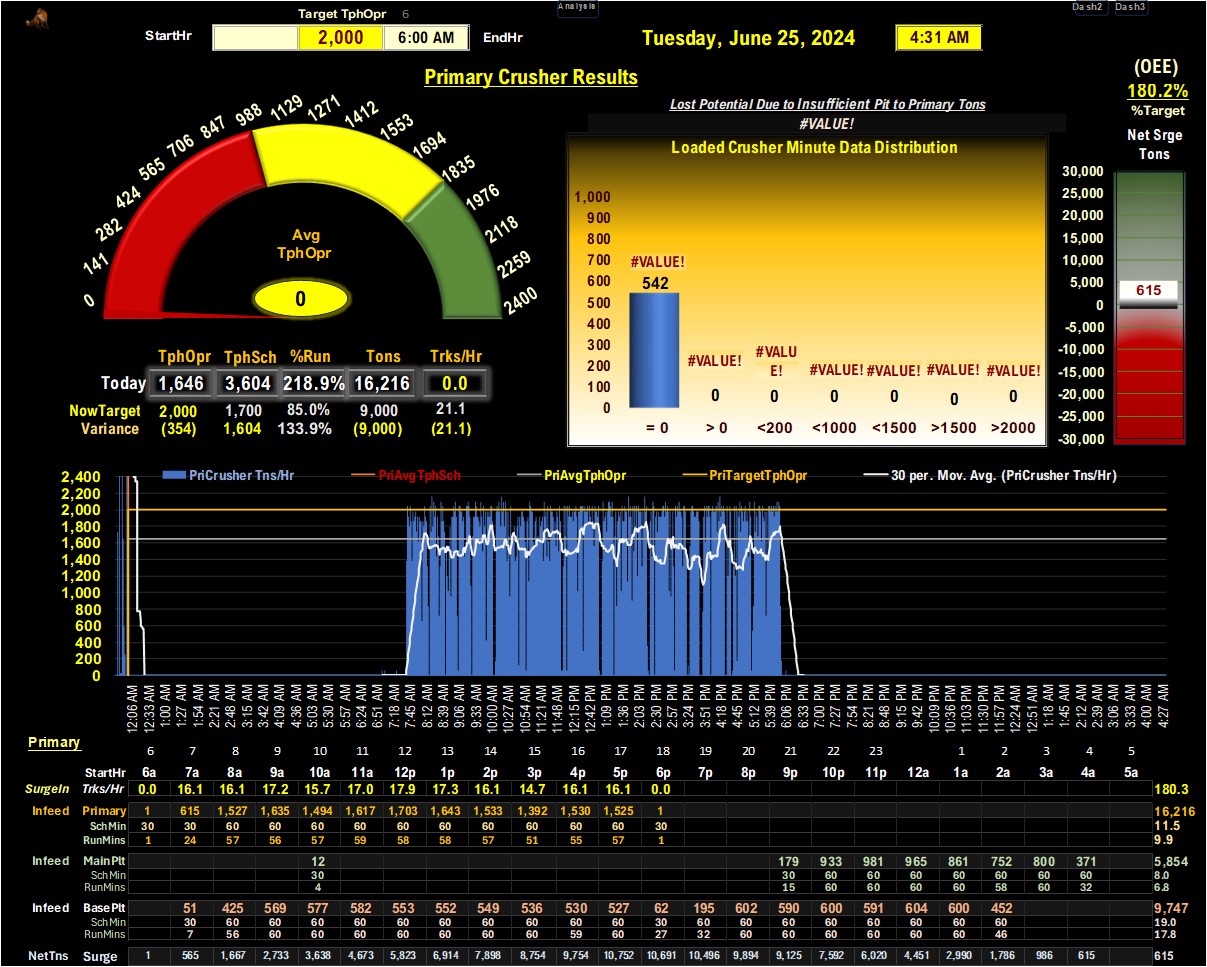 Analysis
Dash2 Dash3
Target TphOpr 6
StartHr 2,000 6:00 AM EndHr
Tuesday, June 25, 2024 4:31 AM
Primary Crusher Results
(OEE)
180.2%
%Target
Net Srge
Tons
0 141 282 424 565 706 847 988 1129 1271 1412 1553 1694 1835 1976 2118 2259 2400
Avg
TphOpr
0
Lost Potential Due to Insufficient Pit to Primary Tons
#VALUE!
Loaded Crusher Minute Data Distribution
1,000
900
800
700
600
500
400
300
200
100
0
#VALUE! #VALUE! #VALUE! #VALUE! #VALUE! #VALUE! #VALUE!
542 0 0 0 0 0 0
= 0 > 0 <200 <1000 <1500 >1500 >2000
30,000
25,000
20,000
15,000
10,000
5,000
0
-5,000
-10,000
-15,000
-20,000
-25,000
-30,000
615
TphOpr TphSch %Run Tons Trks/Hr
Today 1,646 3,604 218.9% 16,216 0.0
NowTarget 2,000 1,700 85.0% 9,000 21.1
Variance (354) 1,604 133.9% (9,000) (21.1)
PriCrusher Tns/Hr PriAvgTphSch PriAvgTphOpr PriTargetTphOpr 30 per. Mov. Avg. (PriCrusher Tns/Hr)
2,400
2,200
2,000
1,800
1,600
1,400
1,200
1,000
800
600
400
200
0
12:06 AM 12:33 AM 1:00 AM 1:27 AM 1:54 AM 2:21 AM 2:48 AM 3:15 AM 3:42 AM 4:09 AM 4:36 AM 5:03 AM 5:30 AM 5:57 AM 6:24 AM 6:51 AM 7:18 AM 7:45 AM 8:12 AM 8:39 AM 9:06 AM 9:33 AM 10:00 AM 10:27 AM 10:54 AM 11:21 AM 11:48 AM 12:15 PM 12:42 PM 1:09 PM 1:36 PM 2:03 PM 2:30 PM 2:57 PM 3:24 PM 3:51 PM 4:18 PM 4:45 PM 5:12 PM 5:39 PM 6:06 PM 6:33 PM 7:00 PM 7:27 PM 7:54 PM 8:21 PM 8:48 PM 9:15 PM 9:42 PM 10:09 PM 10:36 PM 11:03 PM 11:30 PM 11:57 PM 12:24 AM 12:51 AM 1:18 AM 1:45 AM 2:12 AM 2:39 AM 3:06 AM 3:33 AM 4:00 AM 4:27 AM
Primary
6 7 8 9 10 11 12 13 14 15 16 17 18 19 20 21 22 23 1 2 3 4 5
StartHr 6a 7a 8a 9a 10a 11a 12p 1p 2p 3p 4p 5p 6p 7p 8p 9p 10p 11p 12a 1a 2a 3a 4a 5a
SurgeIn Trks/Hr 0.0 16.1 16.1 17.2 15.7 17.0 17.9 17.3 16.1 14.7 16.1 16.1 0.0 180.3
Infeed Primary 1 615 1,527 1,635 1,494 1,617 1,703 1,643 1,533 1,392 1,530 1,525 1 16,216
SchMin 30 30 60 60 60 60 60 60 60 60 60 60 30 11.5
RunMins 1 24 57 56 57 59 58 58 57 51 55 57 1 9.9
Infeed MainPlt 12 179 933 981 965 861 752 800 371 5,854
SchMin 30 30 60 60 60 60 60 60 60 8.0
RunMins 4 15 60 60 60 60 58 60 32 6.8
Infeed BasePlt 51 425 569 577 582 553 552 549 536 530 527 62 195 602 590 600 591 604 600 452 9,747
SchMin 30 60 60 60 60 60 60 60 60 60 60 30 60 60 60 60 60 60 60 60 19.0
RunMins 7 56 60 60 60 60 60 60 59 60 59 27 32 60 60 60 60 60 60 46 17.8
NetTns Surge 1 565 1,667 2,733 3,638 4,673 5,823 6,914 7,898 8,754 9,754 10,752 10,691 10,496 9,894 9,125 7,592 6,020 4,451 2,990 1,786 986 615 615